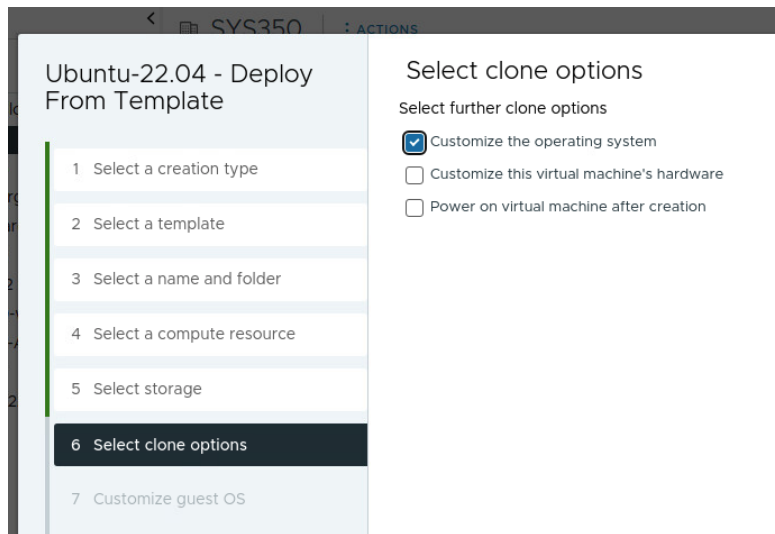 SYS350
ACTIONS
Ubuntu-22.04 - Deploy
From Template
1 Select a creation type
2 Select a template
3 Select a name and folder
4 Select a compute resource
5 Select storage
6 Select clone options
7 Customize guest OS
Select clone options
Select further clone options
Customize the operating system
Customize this virtual machine's hardware
Power on virtual machine after creation